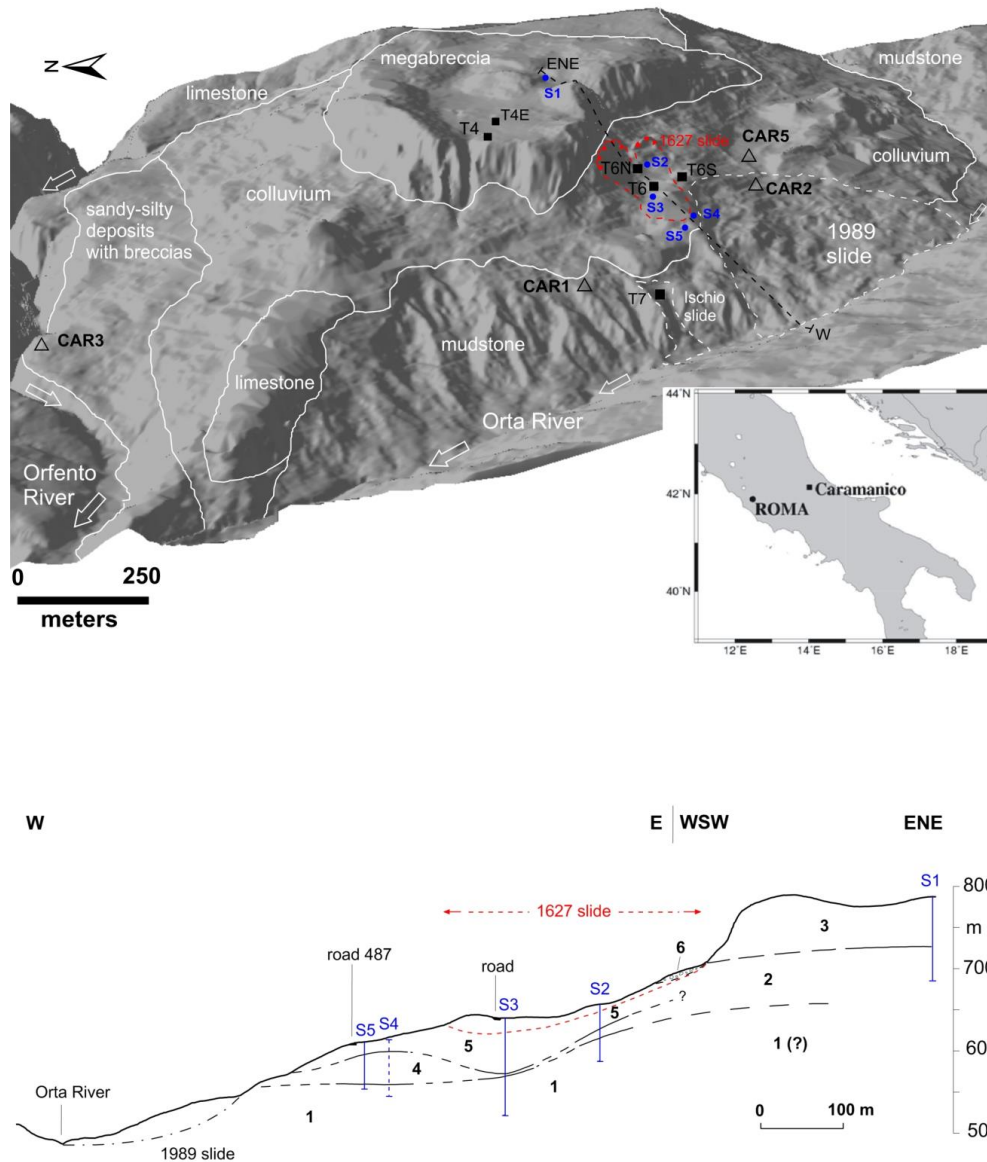 mudstone
megabreccia
ENE
N
S1
limestone
T4E
T4
1627 slide
CAR5
colluvium
S2
T6N
T6S
colluvium
T6
CAR2
sandy-silty
deposits
with breccias
S3
S4
S5
1989
slide
CAR1
T7
Ischio
slide
CAR3
mudstone
W
limestone
Orta River
Orfento
River
0 250
meters
44˚N
42˚N
40˚N
Caramanico
ROMA
12˚E 14˚E 16˚E 18˚E
W E WSW ENE
S1
800
m
1627 slide
3
6
road 487
road
700
2
S2
?
S3
S5 S4
5
5
4
600
1 (?)
1
Orta River
1
0 100 m
500
1989 slide